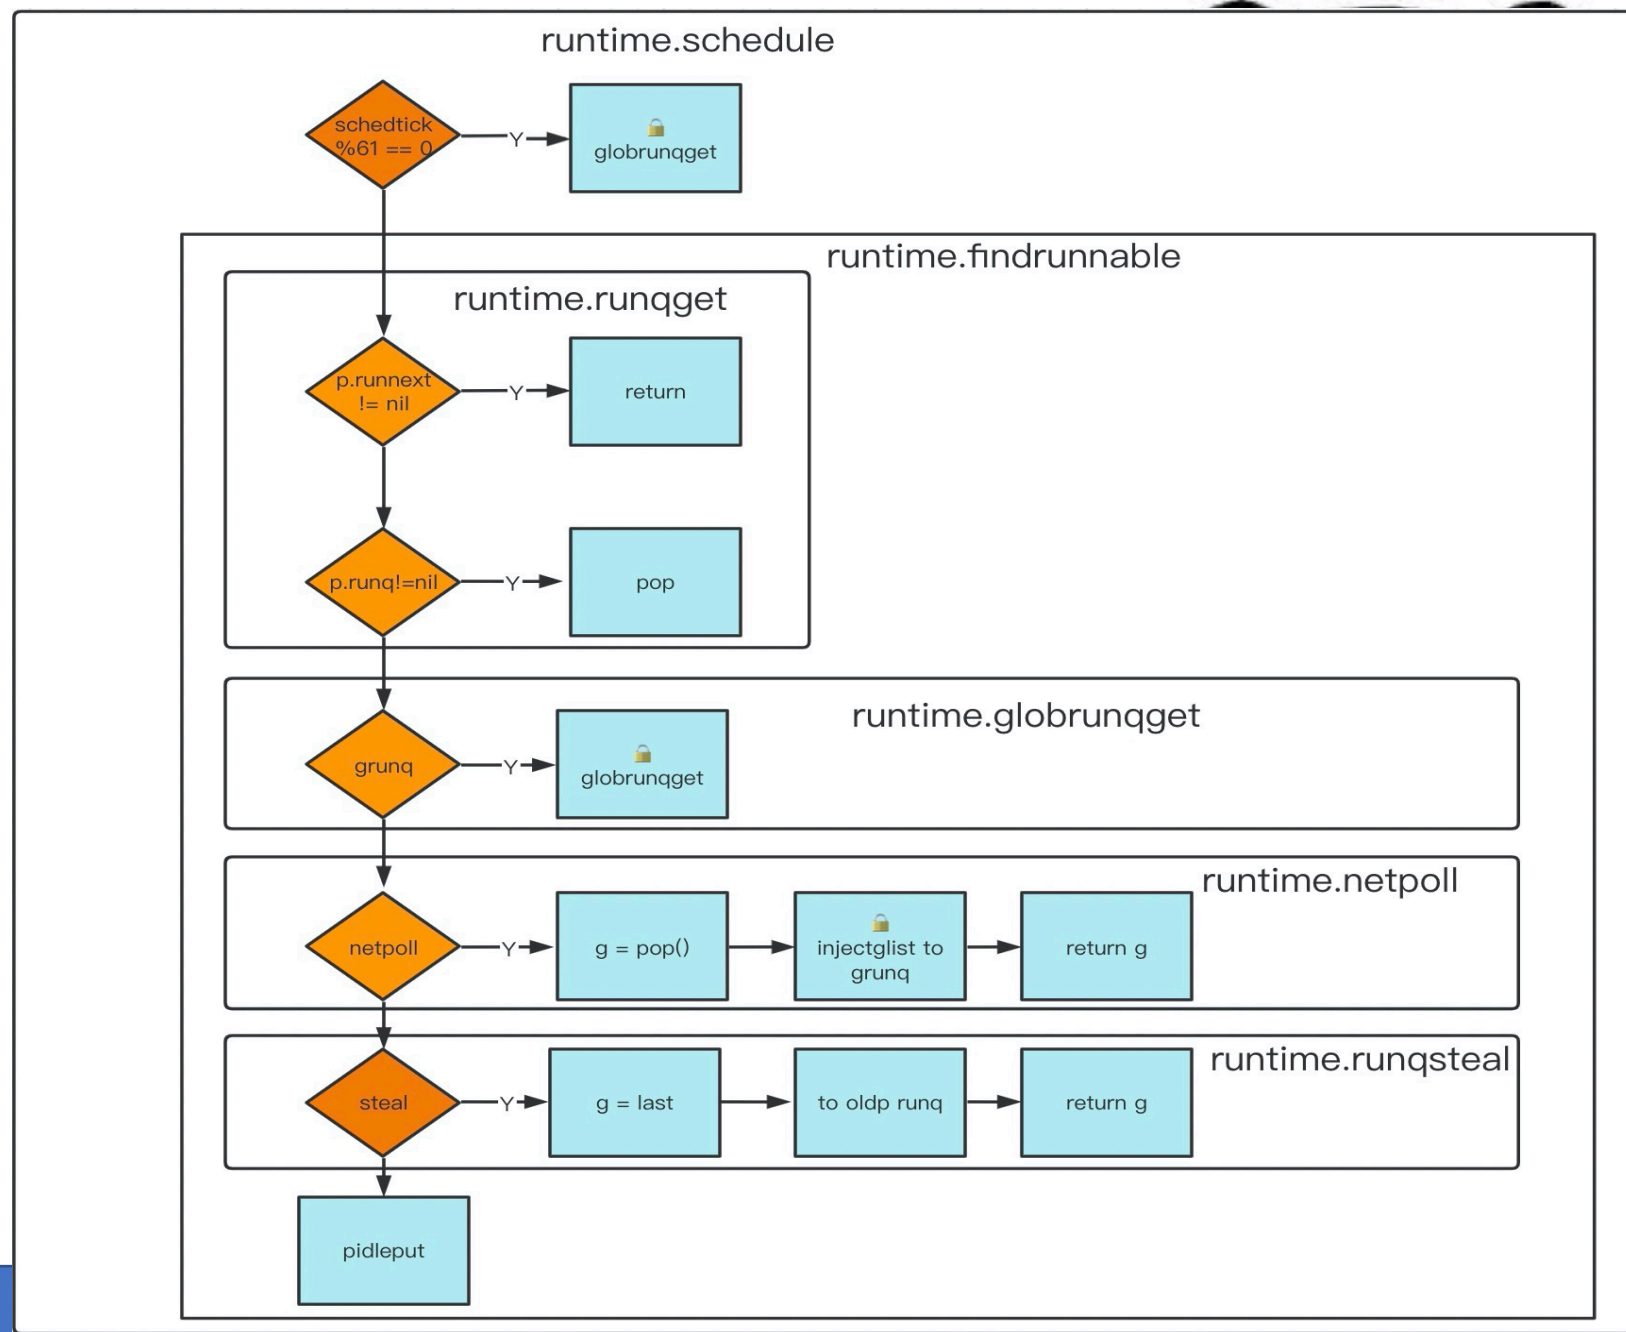 runtime.schedule
schedtick
%61 == 0
Y
globrunqget
runtime.findrunnable
runtime.runqget
p.runnext
!= nil
Y
return
p.runq!=nil
Y
pop
runtime.globrunqget
grunq
Y
globrunqget
runtime.netpoll
netpoll
Y
g = pop()
injectglist to
grunq
return g
runtime.runqsteal
steal
Y
g = last
to oldp runq
return g
pidleput